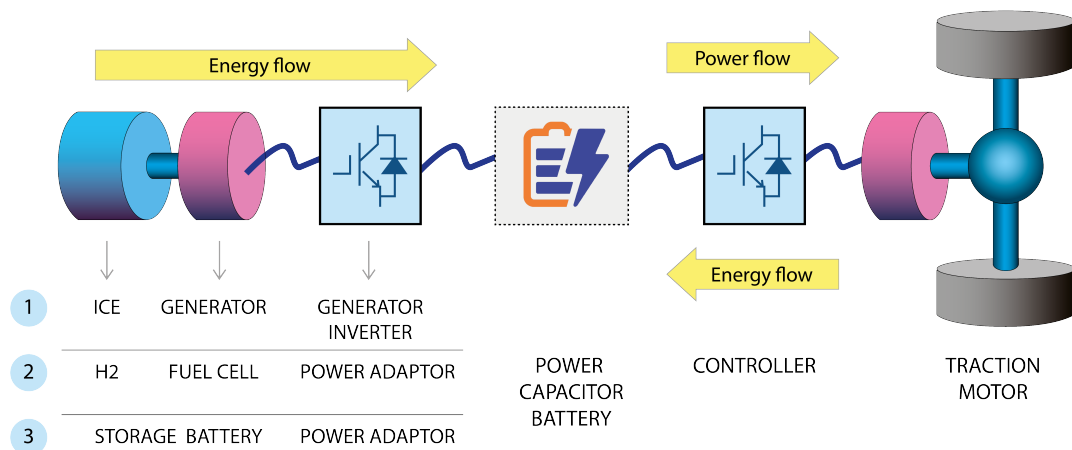 Energy flow
Power flow
Energy flow
1 ICE GENERATOR GENERATOR
INVERTER
2 H2 FUEL CELL POWER ADAPTOR
3 STORAGE BATTERY POWER ADAPTOR
POWER
CAPACITOR
BATTERY
CONTROLLER
TRACTION
MOTOR